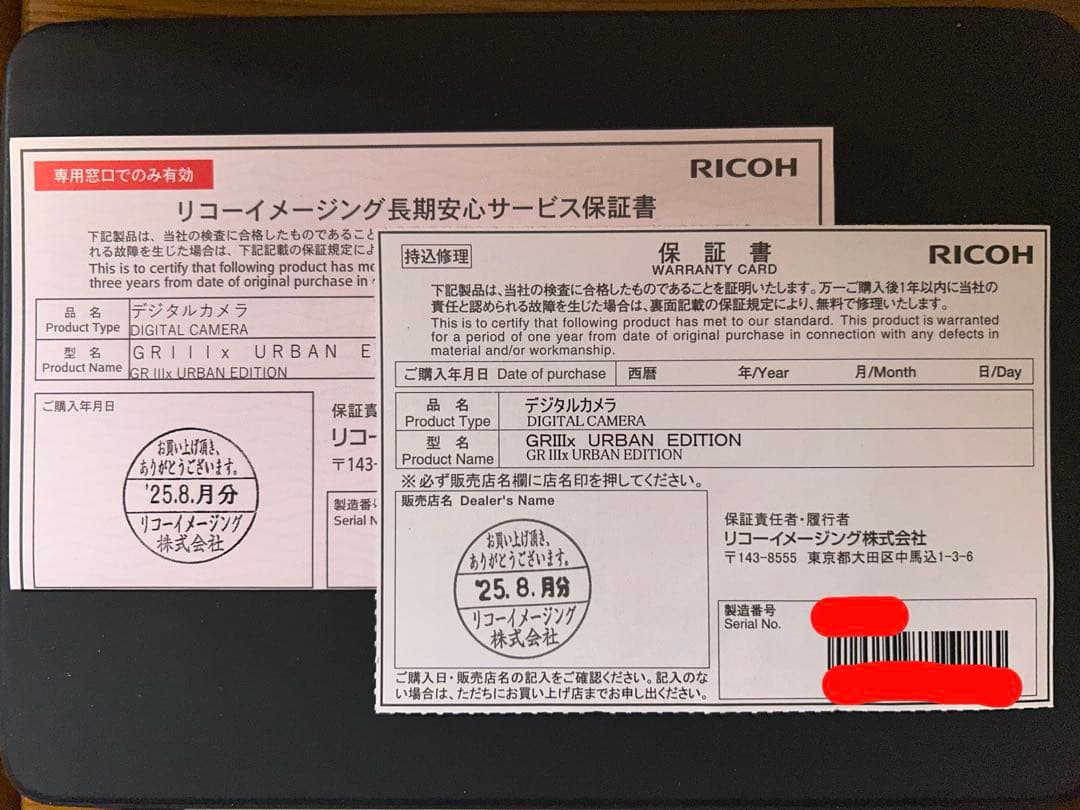 専用窓口でのみ有効
RICOH
リコーイメージング長期安心サービス保証書
下記製品は、当社の検査に合格したものであること
れる故障を生じた場合は、下記記載の保証規定によ
This is to certify that following product has
three years from date of original purchase in
品 名
Product Type
デジタルカメラ
DIGITAL CAMERA
型 名
Product Name
GRIIIx URBAN E
GR IIIx URBAN EDITION
ご購入年月日
お買い上げ頂き、
ありがとうございます。
'25.8.月分
リコーイメージング
株式会社
保証責
リコー
〒143-
製造番号
Serial N
持込修理
保証書
WARRANTY CARD
RICOH
下記製品は、当社の検査に合格したものであることを証明いたします。万一ご購入後1年以内に当社の
責任と認められる故障を生じた場合は、裏面記載の保証規定により、無料で修理いたします。
This is to certify that following product has met to our standard. This product is warranted
for a period of one year from date of original purchase in connection with any defects in
material and/or workmanship.
ご購入年月日 Date of purchase 西暦 年/Year 月/Month 日/Day
品 名
Product Type
デジタルカメラ
DIGITAL CAMERA
型 名
Product Name
GRIIIx URBAN EDITION
GR IIIx URBAN EDITION
※必ず販売店名欄に店名印を押してください。
販売店名 Dealer's Name
お買い上げ頂き、
ありがとうございます。
'25.8.月分
リコーイメージング
株式会社
保証責任者・履行者
リコーイメージング株式会社
〒143-8555 東京都大田区中馬込1-3-6
製造番号
Serial No.
ご購入日・販売店名の記入をご確認ください。記入のな
い場合は、ただちにお買い上げ店までお申し出ください。